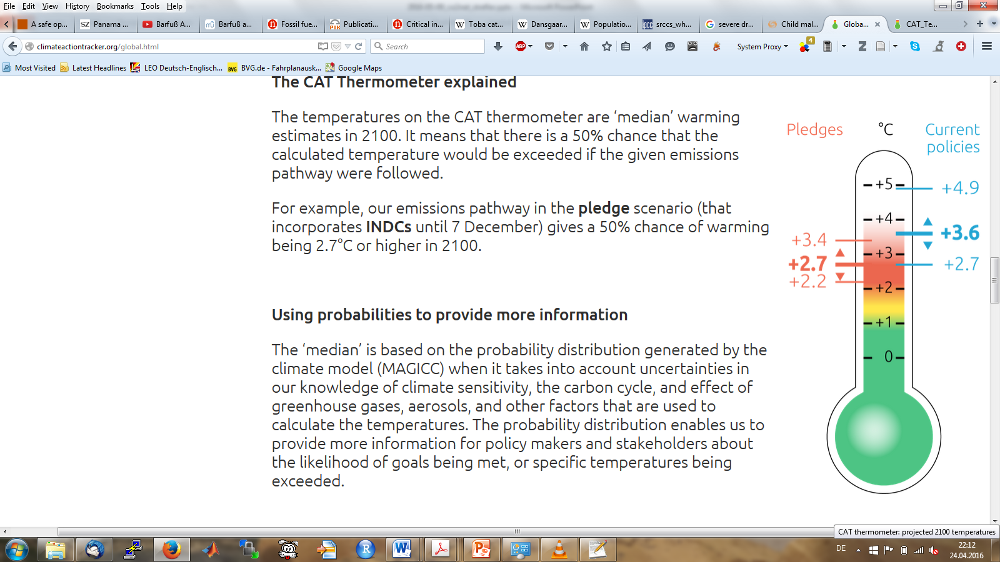 File Edit View History Bookmarks Tools Help
A safe op...
Panama ...
Barfuß A...
Barfuß a...
Fossil fue...
Publicati...
Critical in...
Toba cat...
Dansgaar...
Populatio...
srccs_wh...
severe dr...
Child mal...
Globa...
CAT_Te...
climateactiontracker.org/global.html
Search
ABP
System Proxy
4
Most Visited
Latest Headlines
LEO Deutsch-Englisch...
BVG.de - Fahrplanausk...
Google Maps
The CAT Thermometer explained
The temperatures on the CAT thermometer are ‘median’ warming
estimates in 2100. It means that there is a 50% chance that the
calculated temperature would be exceeded if the given emissions
pathway were followed.
For example, our emissions pathway in the pledge scenario (that
incorporates INDCs until 7 December) gives a 50% chance of warming
being 2.7°C or higher in 2100.
Using probabilities to provide more information
The ‘median’ is based on the probability distribution generated by the
climate model (MAGICC) when it takes into account uncertainties in
our knowledge of climate sensitivity, the carbon cycle, and effect of
greenhouse gases, aerosols, and other factors that are used to
calculate the temperatures. The probability distribution enables us to
provide more information for policy makers and stakeholders about
the likelihood of goals being met, or specific temperatures being
exceeded.
Pledges
°C
Current
policies
+5
+4.9
+4
+3.6
+3.4
+3
+2.7
+2.7
+2.2
+2
+1
0
CAT thermometer: projected 2100 temperatures
DE
22:12
24.04.2016